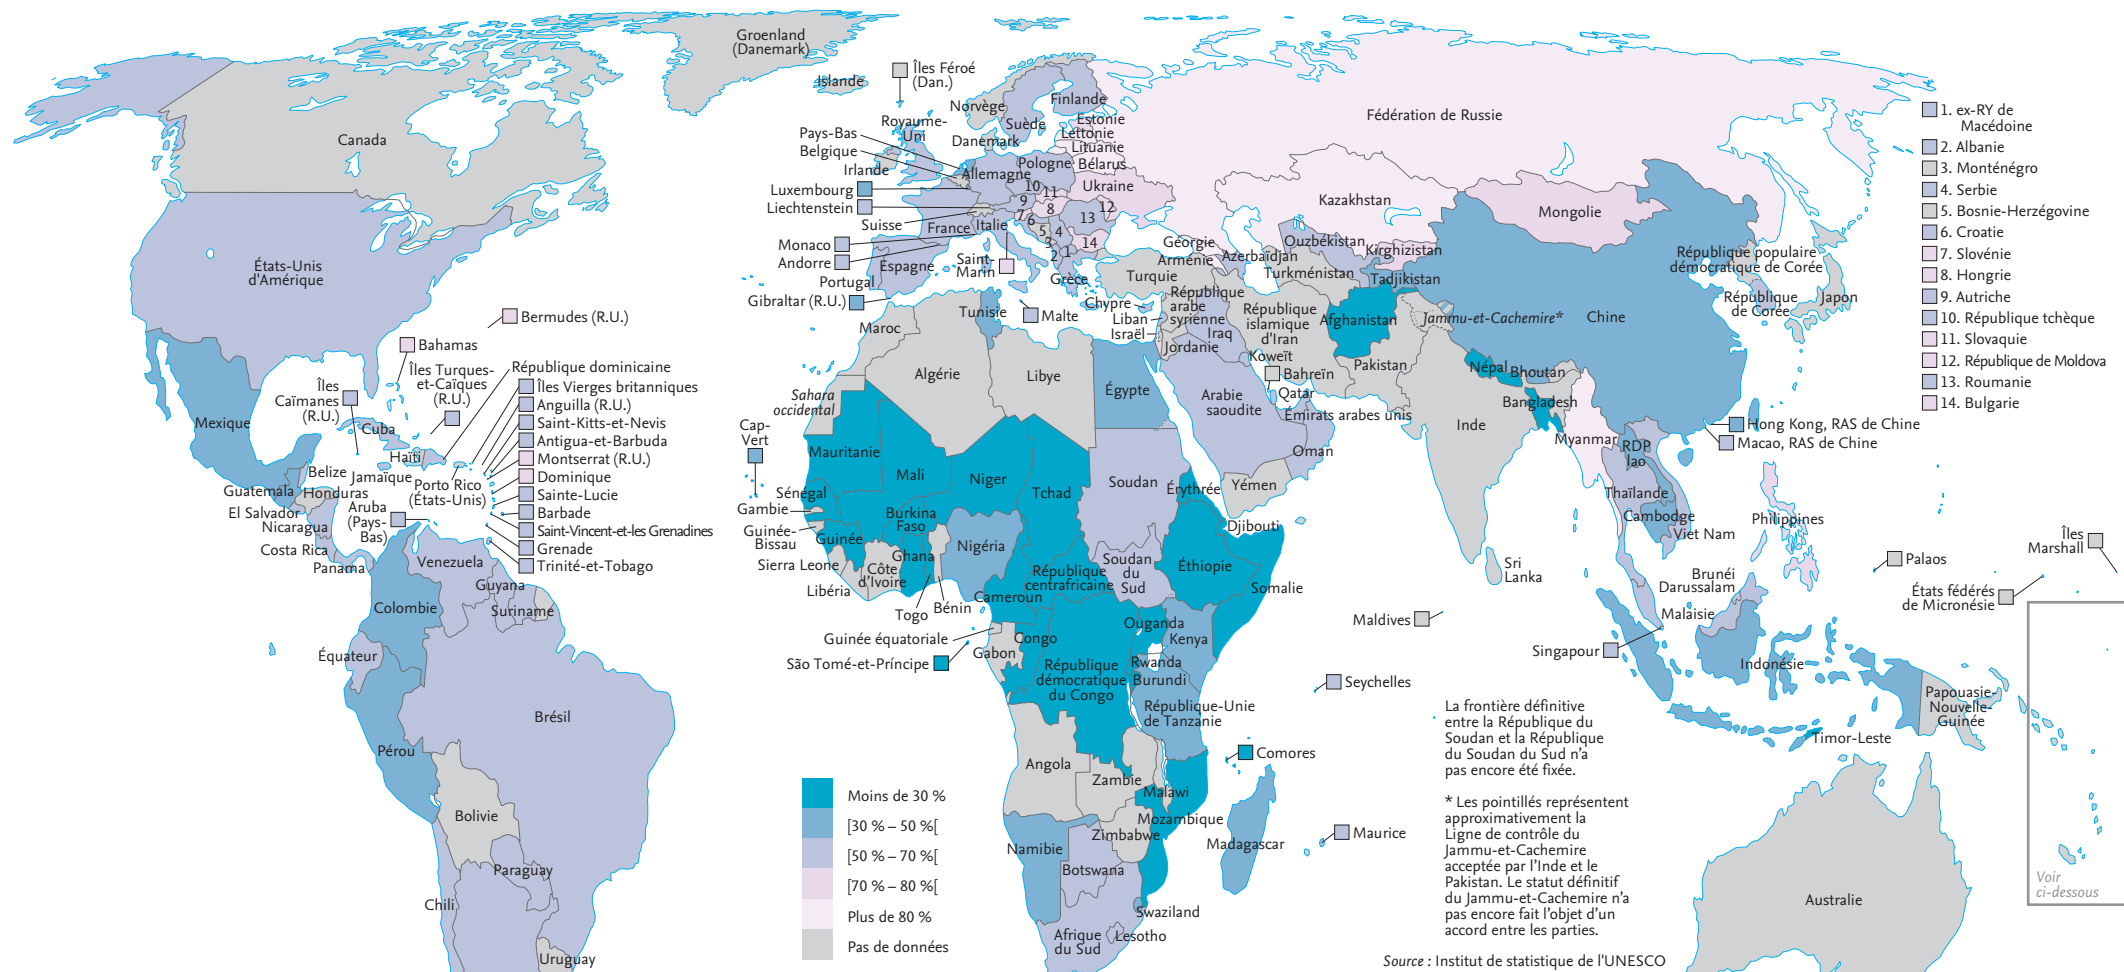 Groenland
(Danemark)
Canada
États-Unis
d'Amérique
Mexique
Bermudes (R.U.)
Bahamas
Îles Turques-
et-Caïques
(R.U.)
Îles
Caïmanes
(R.U.)
Cuba
Haïti
Belize
Jamaïque
Guatemala
Honduras
El Salvador
Nicaragua
Costa Rica
Panama
Aruba
(Pays-
Bas)
Porto Rico
(États-Unis)
République dominicaine
Îles Vierges britanniques
Anguilla (R.U.)
Saint-Kitts-et-Nevis
Antigua-et-Barbuda
Montserrat (R.U.)
Dominique
Sainte-Lucie
Barbade
Saint-Vincent-et-les Grenadines
Grenade
Trinité-et-Tobago
Venezuela
Guyana
Suriname
Colombie
Équateur
Pérou
Brésil
Bolivie
Paraguay
Chili
Uruguay
Islande
Îles Féroé
(Dan.)
Norvège
Suède
Finlande
Estonie
Lettonie
Lituanie
Bélarus
Danemark
Royaume-
Uni
Pays-Bas
Belgique
Irlande
Luxembourg
Liechtenstein
Suisse
Monaco
Andorre
Portugal
Gibraltar (R.U.)
Allemagne
Pologne
Ukraine
France
Italie
Espagne
Saint-
Marin
Grèce
Malte
10
11
9
8
7
6
13
12
5
4
3
14
2
1
Fédération de Russie
Kazakhstan
Mongolie
Géorgie
Arménie
Azerbaïdjan
Turquie
Ouzbékistan
Turkménistan
Kirghizistan
Tadjikistan
Chypre
Liban
Israël
République
arabe
syrienne
Iraq
Jordanie
République
islamique
d'Iran
Afghanistan
Jammu-et-Cachemire*
Koweït
Bahreïn
Qatar
Émirats arabes unis
Arabie
saoudite
Oman
Yémen
Pakistan
Népal
Bhoutan
Bangladesh
Inde
Sri
Lanka
Maldives
Chine
République populaire
démocratique de Corée
République
de Corée
Japon
Hong Kong, RAS de Chine
Macao, RAS de Chine
Myanmar
RDP
lao
Thaïlande
Cambodge
Viet Nam
Philippines
Brunéi
Darussalam
Malaisie
Singapour
Indonésie
Timor-Leste
Papouasie-
Nouvelle-
Guinée
Palaos
Îles
Marshall
États fédérés
de Micronésie
Australie
Voir
ci-dessous
Maroc
Algérie
Tunisie
Libye
Égypte
Sahara
occidental
Cap-
Vert
Mauritanie
Mali
Niger
Tchad
Soudan
Érythrée
Djibouti
Sénégal
Gambie
Guinée-
Bissau
Guinée
Sierra Leone
Libéria
Côte
d'Ivoire
Burkina
Faso
Ghana
Togo
Bénin
Nigéria
Cameroun
République
centrafricaine
Soudan
du
Sud
Éthiopie
Somalie
Guinée équatoriale
São Tomé-et-Príncipe
Gabon
Congo
République
démocratique
du Congo
Ouganda
Kenya
Rwanda
Burundi
République-Unie
de Tanzanie
Angola
Zambie
Malawi
Mozambique
Zimbabwe
Namibie
Botswana
Swaziland
Lesotho
Afrique
du Sud
Madagascar
Comores
Seychelles
Maurice
1. ex-RY de
Macédoine
2. Albanie
3. Monténégro
4. Serbie
5. Bosnie-Herzégovine
6. Croatie
7. Slovénie
8. Hongrie
9. Autriche
10. République tchèque
11. Slovaquie
12. République de Moldova
13. Roumanie
14. Bulgarie
Moins de 30 %
[30 % – 50 %[
[50 % – 70 %[
[70 % – 80 %[
Plus de 80 %
Pas de données
La frontière définitive
entre la République du
Soudan et la République
du Soudan du Sud n'a
pas encore été fixée.
* Les pointillés représentent
approximativement la
Ligne de contrôle du
Jammu-et-Cachemire
acceptée par l'Inde et le
Pakistan. Le statut définitif
du Jammu-et-Cachemire n'a
pas encore fait l'objet d'un
accord entre les parties.
Source : Institut de statistique de l'UNESCO